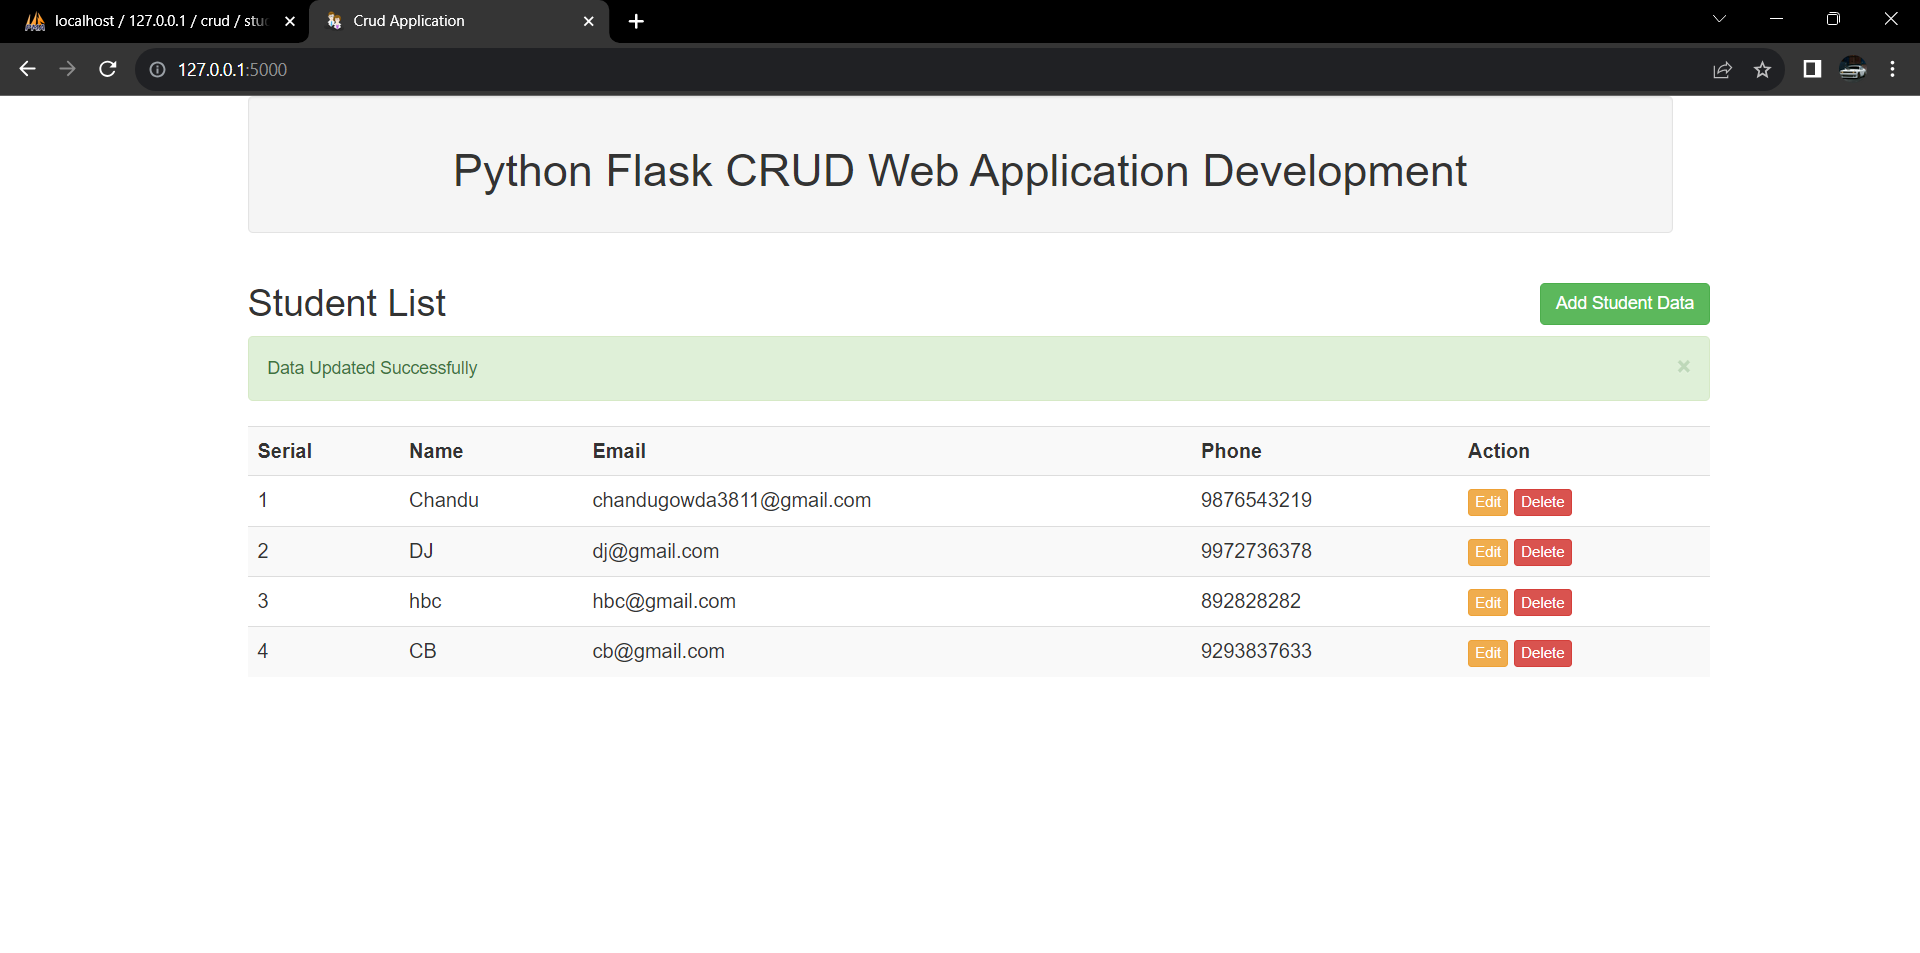 localhost / 127.0.0.1 / crud / stu
Crud Application
127.0.0.1:5000
Python Flask CRUD Web Application Development
Student List
Add Student Data
Data Updated Successfully ×
Serial Name Email Phone Action
1 Chandu chandugowda3811@gmail.com 9876543219 Edit Delete
2 DJ dj@gmail.com 9972736378 Edit Delete
3 hbc hbc@gmail.com 892828282 Edit Delete
4 CB cb@gmail.com 9293837633 Edit Delete